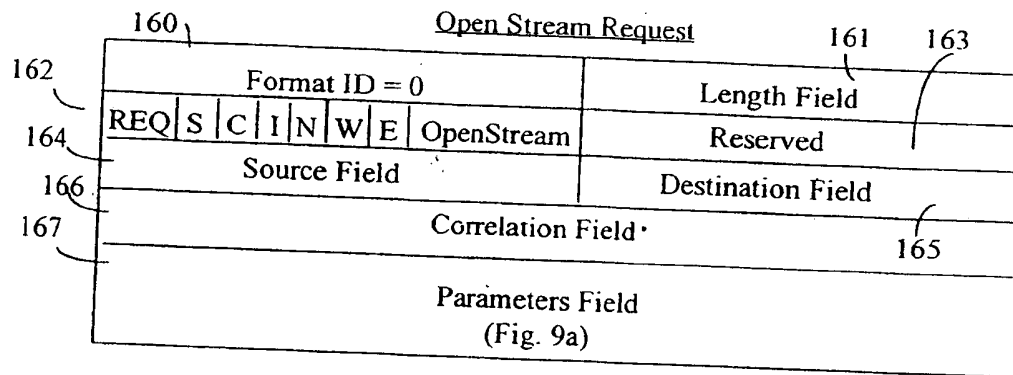 Open Stream Request
160 161 163
Format ID = 0 Length Field
162
REQ S C I N W E OpenStream Reserved
164
Source Field Destination Field
166
Correlation Field
165
167
Parameters Field
(Fig. 9a)